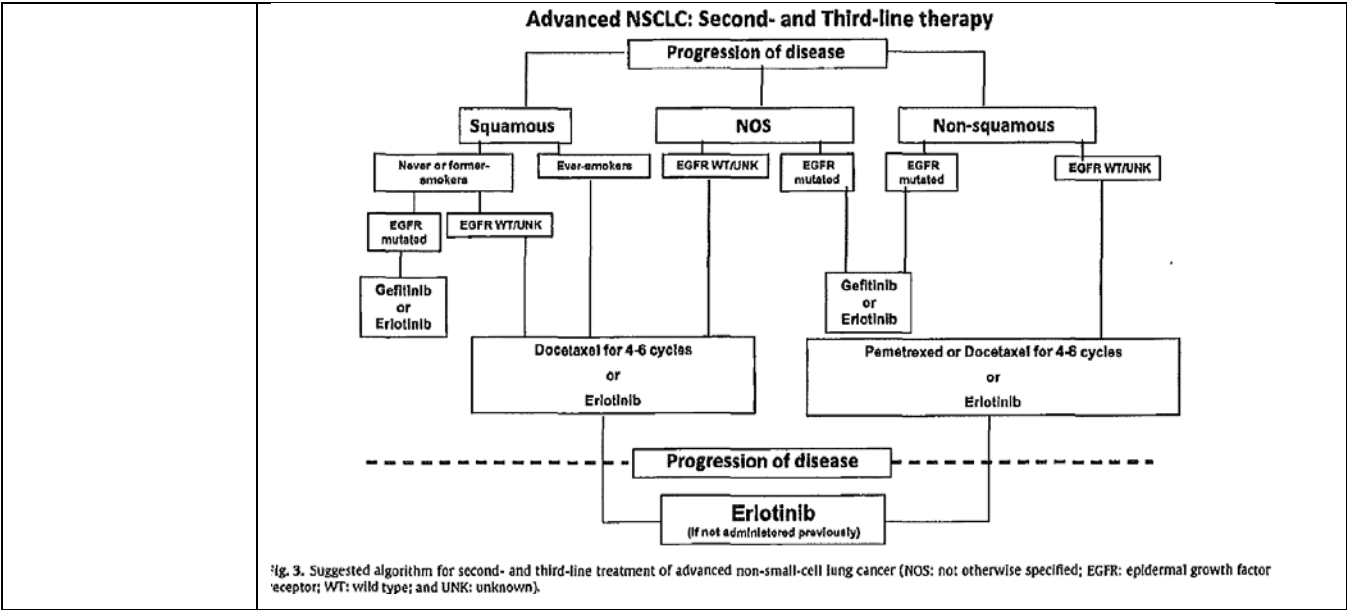 Advanced NSCLC: Second- and Third-line therapy
Progression of disease
Squamous
NOS
Non-squamous
Never or former-
smokers
Ever-smokers
EGFR WT/UNK
EGFR
mutated
EGFR
mutated
EGFR WT/UNK
EGFR
mutated
EGFR WT/UNK
Gefitinib
or
Erlotinib
Gefitinib
or
Erlotinib
Docetaxel for 4-6 cycles
or
Erlotinib
Pemetrexed or Docetaxel for 4-6 cycles
or
Erlotinib
Progression of disease
Erlotinib
(if not administered previously)
Fig. 3. Suggested algorithm for second- and third-line treatment of advanced non-small-cell lung cancer (NOS: not otherwise specified; EGFR: epidermal growth factor
receptor; WT: wild type; and UNK: unknown).